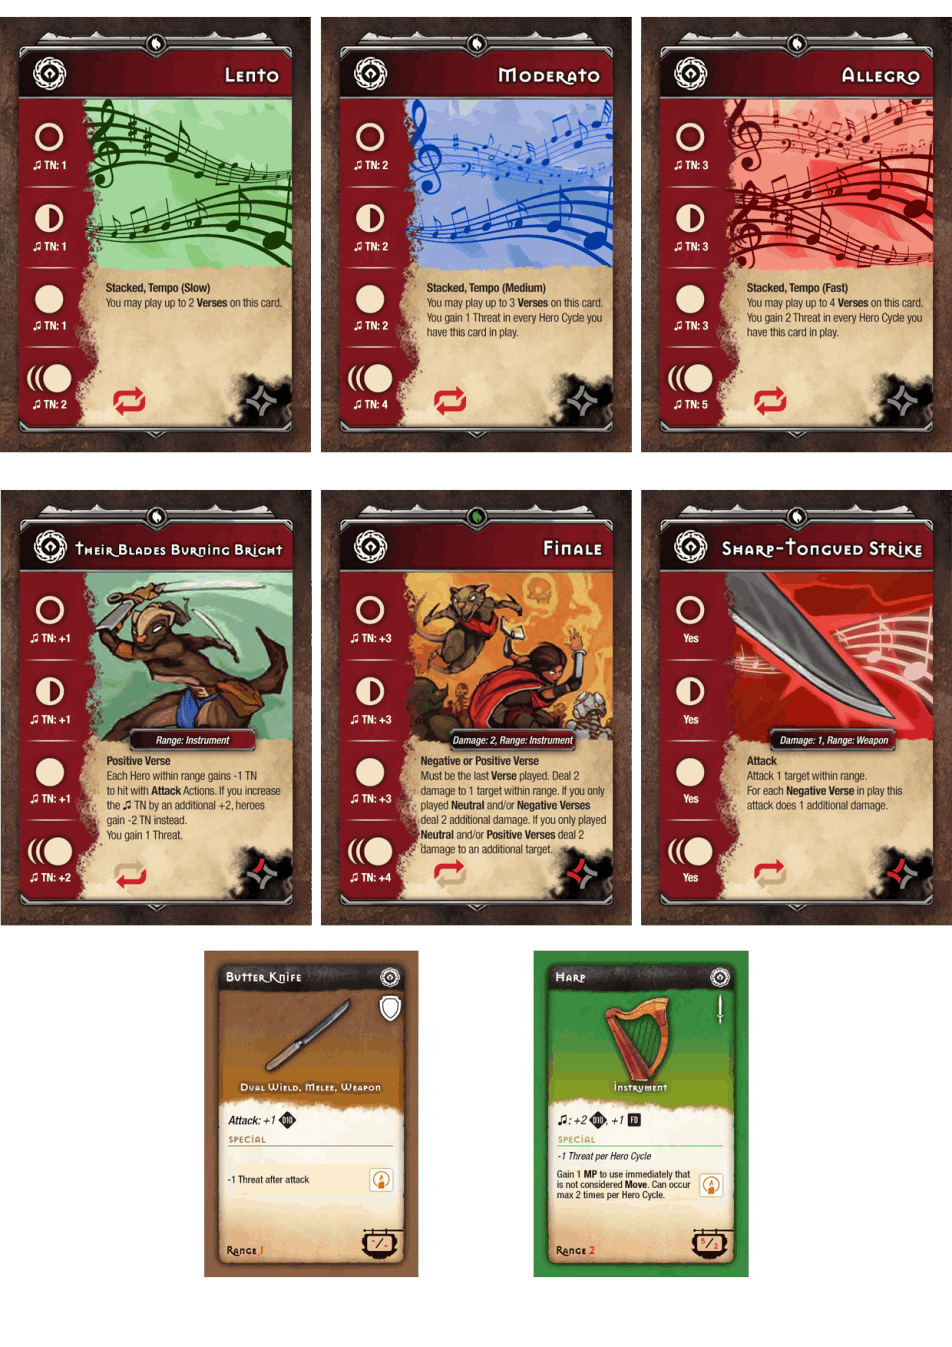 Lento
♫ TN: 1
♫ TN: 1
♫ TN: 1
♫ TN: 2
Stacked, Tempo (Slow)
You may play up to 2 Verses on this card.
Moderato
♫ TN: 2
♫ TN: 2
♫ TN: 2
♫ TN: 4
Stacked, Tempo (Medium)
You may play up to 3 Verses on this card.
You gain 1 Threat in every Hero Cycle you
have this card in play.
Allegro
♫ TN: 3
♫ TN: 3
♫ TN: 3
♫ TN: 5
Stacked, Tempo (Fast)
You may play up to 4 Verses on this card.
You gain 2 Threat in every Hero Cycle you
have this card in play.
Their Blades Burning Bright
♫ TN: +1
♫ TN: +1
♫ TN: +1
♫ TN: +2
Range: Instrument
Positive Verse
Each Hero within range gains -1 TN
to hit with Attack Actions. If you increase
the ♫ TN by an additional +2, heroes
gain -2 TN instead.
You gain 1 Threat.
Finale
♫ TN: +3
♫ TN: +3
♫ TN: +3
♫ TN: +4
Damage: 2, Range: Instrument
Negative or Positive Verse
Must be the last Verse played. Deal 2
damage to 1 target within range. If you only
played Neutral and/or Negative Verses
deal 2 additional damage. If you only played
Neutral and/or Positive Verses deal 2
damage to an additional target.
Sharp-Tongued Strike
Yes
Yes
Yes
Yes
Damage: 1, Range: Weapon
Attack
Attack 1 target within range.
For each Negative Verse in play this
attack does 1 additional damage.
Butter Knife
Dual Wield, Melee, Weapon
Attack: +1 D10
SPECIAL
-1 Threat after attack
Range 1
-/-
Harp
Instrument
♫: +2 D10, +1 FD
SPECIAL
-1 Threat per Hero Cycle
Gain 1 MP to use immediately that
is not considered Move. Can occur
max 2 times per Hero Cycle.
Range 2
5/2